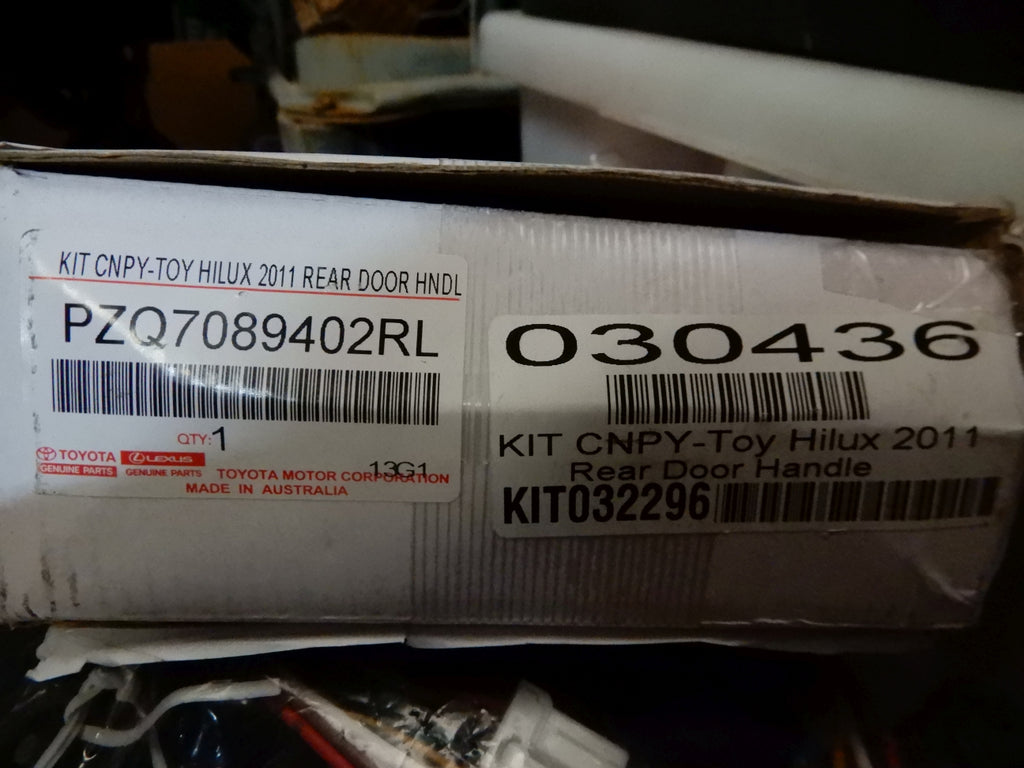 KIT CNPY-TOY HILUX 2011 REAR DOOR HNDL
PZQ7089402RL
QTY:1
TOYOTA
GENUINE PARTS
LEXUS
GENUINE PARTS
13G1
TOYOTA MOTOR CORPORATION
MADE IN AUSTRALIA
030436
KIT CNPY-Toy Hilux 2011
Rear Door Handle
KIT032296